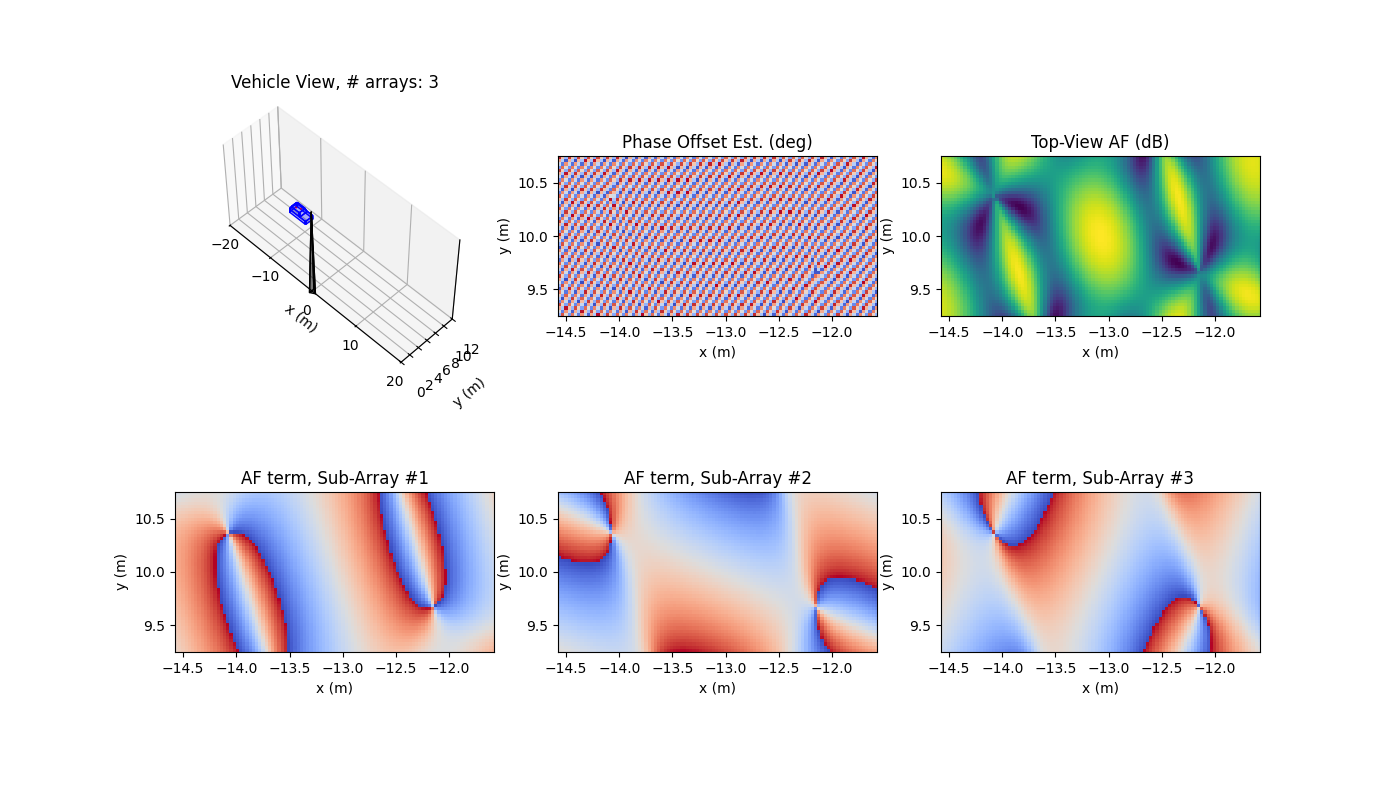 Vehicle View, # arrays: 3
−20
−10
0
10
20
x (m)
0
2
4
6
8
10
12
y (m)
Phase Offset Est. (deg)
10.5
10.0
9.5
y (m)
−14.5 −14.0 −13.5 −13.0 −12.5 −12.0
x (m)
Top-View AF (dB)
10.5
10.0
9.5
y (m)
−14.5 −14.0 −13.5 −13.0 −12.5 −12.0
x (m)
AF term, Sub-Array #1
10.5
10.0
9.5
y (m)
−14.5 −14.0 −13.5 −13.0 −12.5 −12.0
x (m)
AF term, Sub-Array #2
10.5
10.0
9.5
y (m)
−14.5 −14.0 −13.5 −13.0 −12.5 −12.0
x (m)
AF term, Sub-Array #3
10.5
10.0
9.5
y (m)
−14.5 −14.0 −13.5 −13.0 −12.5 −12.0
x (m)